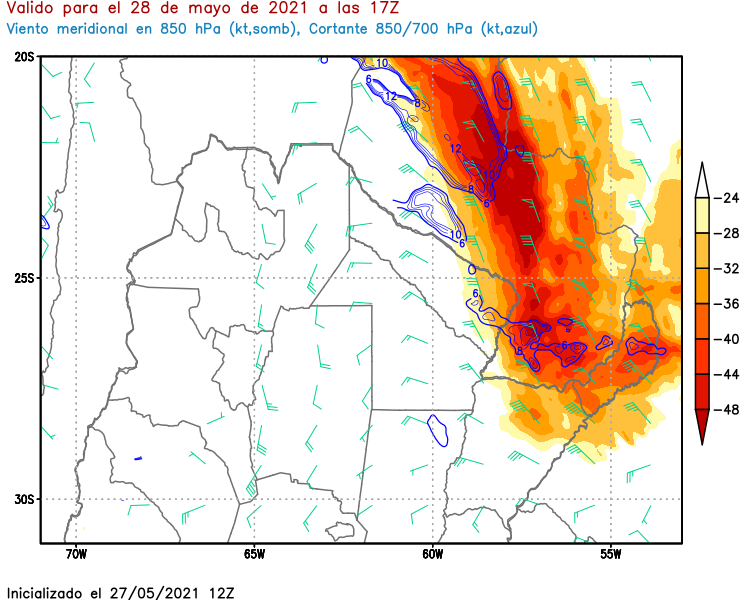 Valido para el 28 de mayo de 2021 a las 17Z
Viento meridional en 850 hPa (kt,somb), Cortante 850/700 hPa (kt,azul)
20S
10
6
12
8
12
10
8
6
10
6
-24
-28
-32
25S
6
-36
6
8
-40
-44
-48
30S
70W
65W
60W
55W
Inicializado el 27/05/2021 12Z